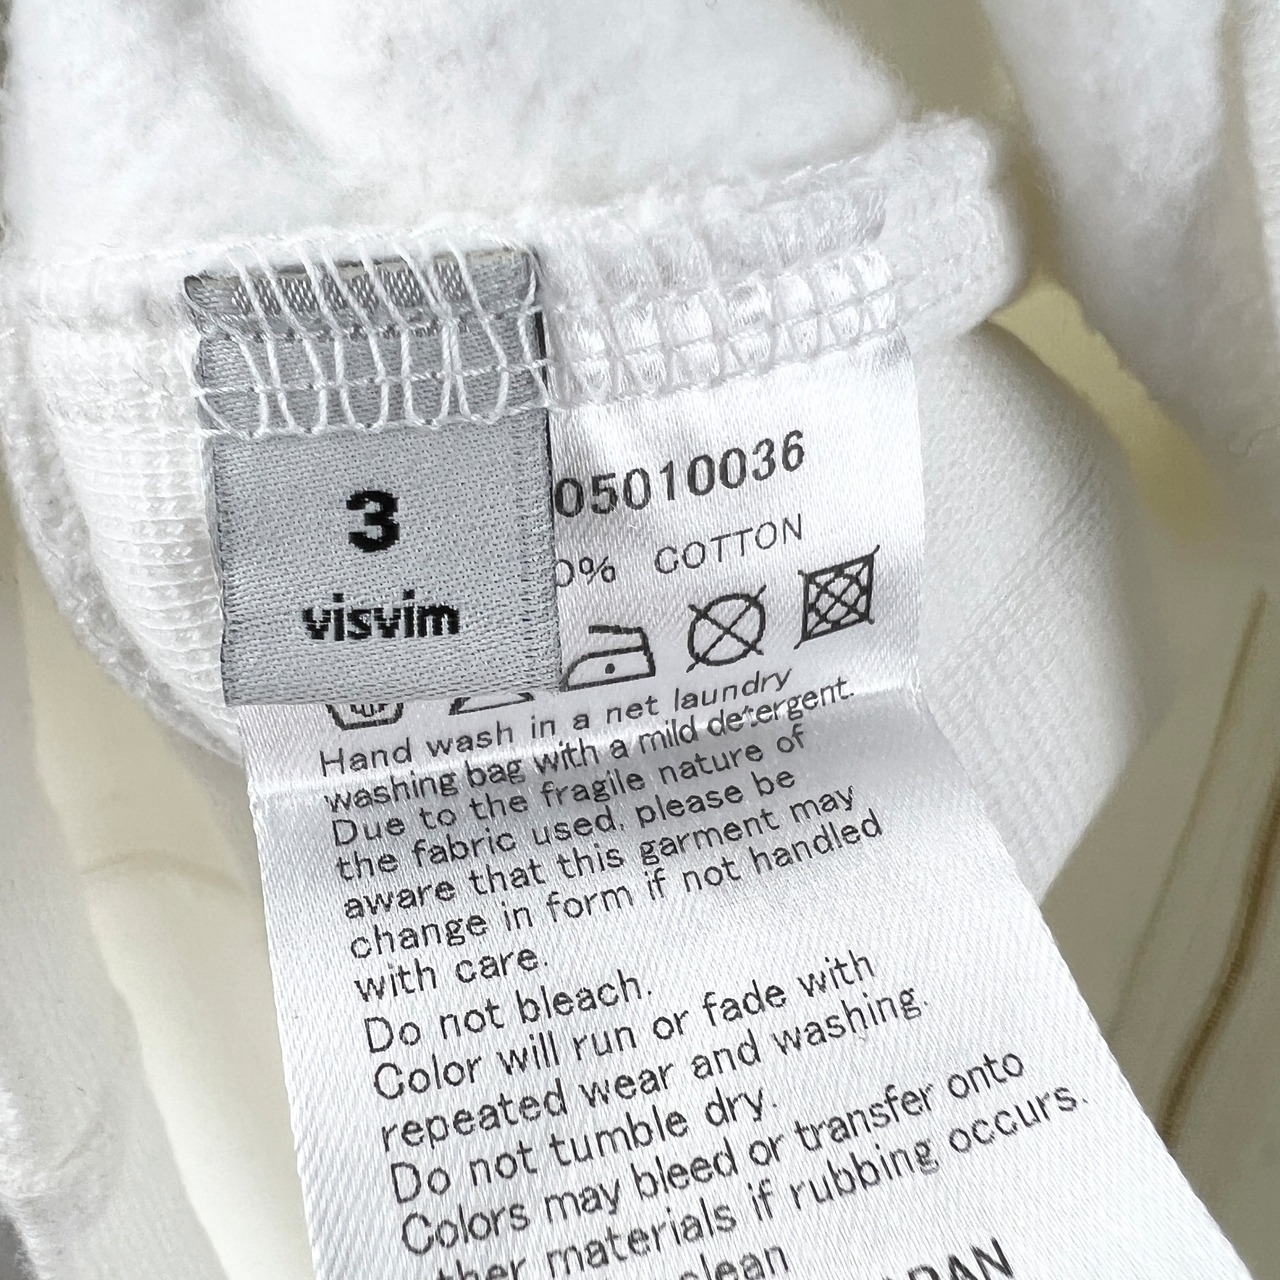 3
visvim
05010036
0% COTTON
Hand wash in a net laundry
washing bag with a mild detergent.
Due to the fragile nature of
the fabric used, please be
aware that this garment may
change in form if not handled
with care.
Do not bleach.
Color will run or fade with
repeated wear and washing.
Do not tumble dry.
Colors may bleed or transfer onto
ther materials if rubbing occurs.
clean